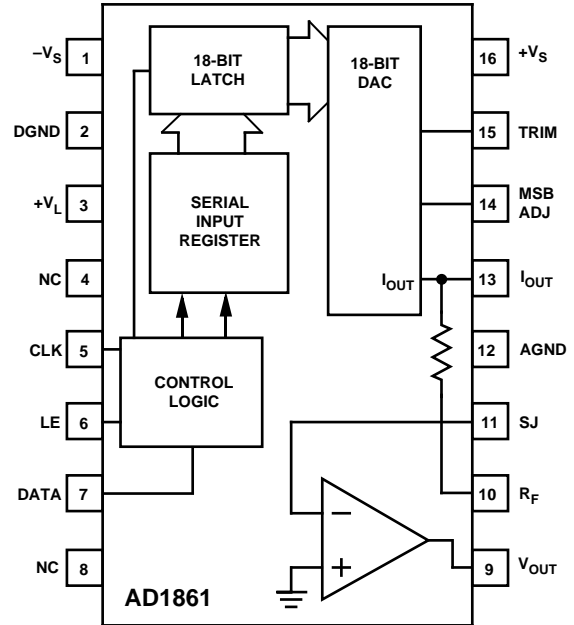 –VS 1
DGND 2
+VL 3
NC 4
CLK 5
LE 6
DATA 7
NC 8
18-BIT
LATCH
SERIAL
INPUT
REGISTER
CONTROL
LOGIC
18-BIT
DAC
IOUT
–
+
AD1861
16 +VS
15 TRIM
14 MSB
ADJ
13 IOUT
12 AGND
11 SJ
10 RF
9 VOUT